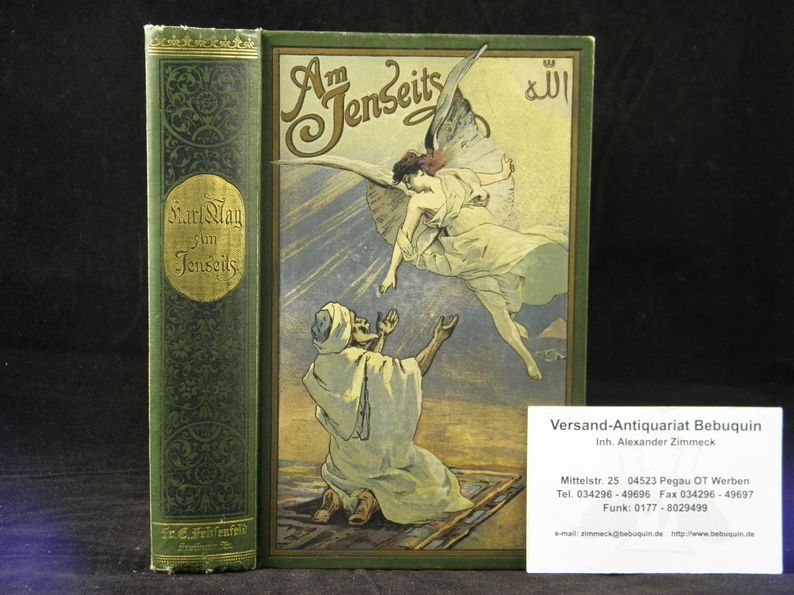 Karl May
Am
Jenseits.
Fr. E. Fehsenfeld
Freiburg i. Br.
Am
Jenseits
الله
Versand-Antiquariat Bebuquin
Inh. Alexander Zimmeck
Mittelstr. 25 04523 Pegau OT Werben
Tel. 034296 - 49696 Fax 034296 - 49697
Funk: 0177 - 8029499
e-mail: zimmeck@bebuquin.de http://www.bebuquin.de